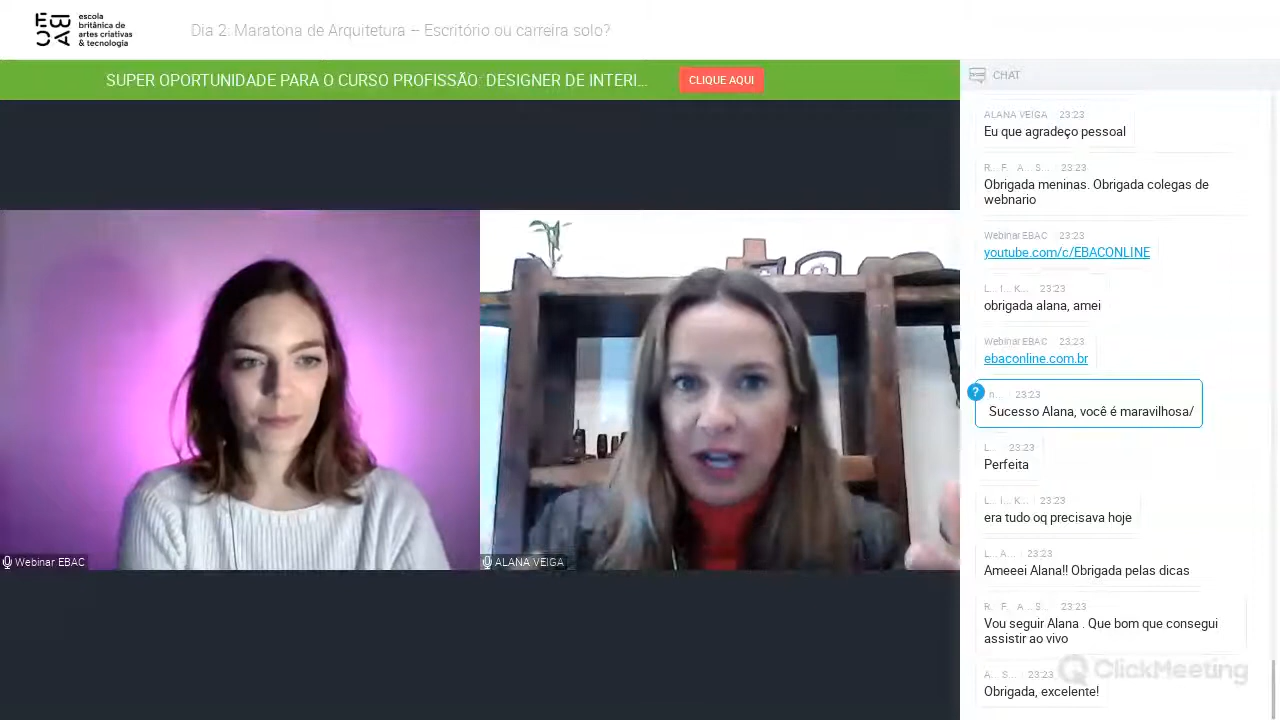 escola
britânica de
artes criativas
& tecnologia
Dia 2: Maratona de Arquitetura – Escritório ou carreira solo?
SUPER OPORTUNIDADE PARA O CURSO PROFISSÃO: DESIGNER DE INTERI...
CLIQUE AQUI
CHAT
ALANA VEIGA 23:23
Eu que agradeço pessoal
R... F... A... S... 23:23
Obrigada meninas. Obrigada colegas de
webnario
Webinar EBAC 23:23
youtube.com/c/EBACONLINE
L... I... K... 23:23
obrigada alana, amei
Webinar EBAC 23:23
ebaconline.com.br
?
h... 23:23
Sucesso Alana, você é maravilhosa/
L... 23:23
Perfeita
L... I... K... 23:23
era tudo oq precisava hoje
L... A... 23:23
Ameeei Alana!! Obrigada pelas dicas
R... F... A... S... 23:23
Vou seguir Alana . Que bom que consegui
assistir ao vivo
A... S... 23:23
Obrigada, excelente!
Webinar EBAC
ALANA VEIGA
ClickMeeting